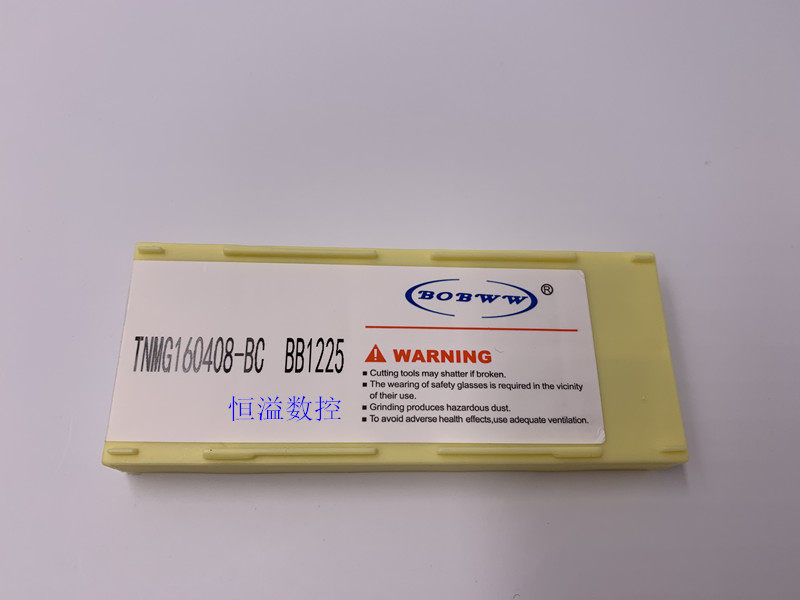 BOBWW ®
TNMG160408-BC BB1225
恒溢数控
WARNING
▪ Cutting tools may shatter if broken.
▪ The wearing of safety glasses is required in the vicinity
of their use.
▪ Grinding produces hazardous dust.
▪ To avoid adverse health effects,use adequate ventilation.